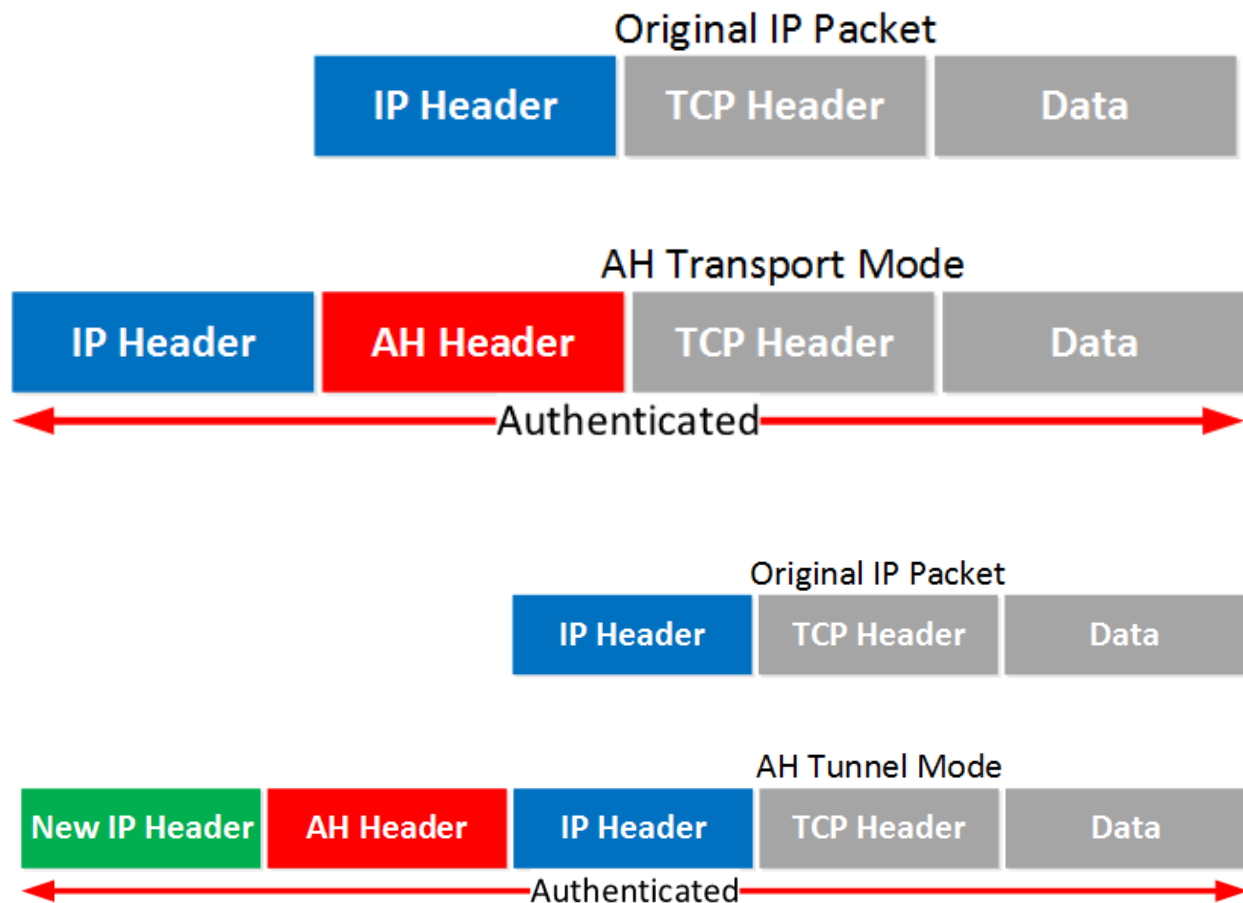 Original IP Packet
IP Header TCP Header Data
AH Transport Mode
IP Header AH Header TCP Header Data
Authenticated
Original IP Packet
IP Header TCP Header Data
AH Tunnel Mode
New IP Header AH Header IP Header TCP Header Data
Authenticated